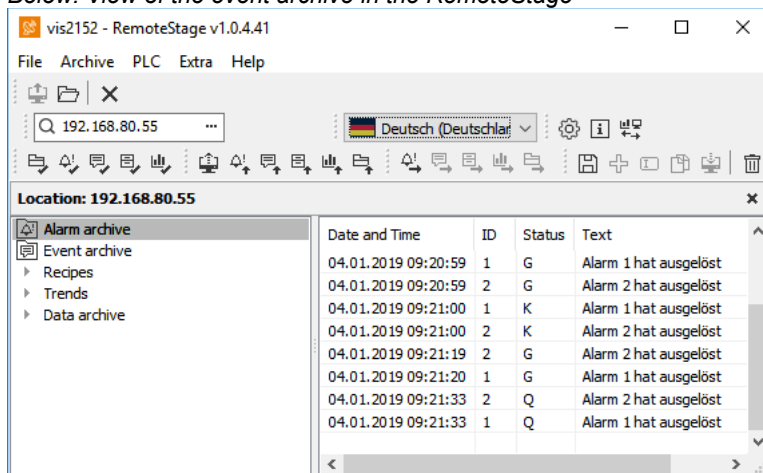 Below: View of the event archive in the RemoteStage
vis2152 - RemoteStage v1.0.4.41
File Archive PLC Extra Help
192.168.80.55 ...
Deutsch (Deutschlar
Location: 192.168.80.55
Alarm archive
Event archive
Recipes
Trends
Data archive
Date and Time ID Status Text
04.01.2019 09:20:59 1 G Alarm 1 hat ausgelöst
04.01.2019 09:20:59 2 G Alarm 2 hat ausgelöst
04.01.2019 09:21:00 1 K Alarm 1 hat ausgelöst
04.01.2019 09:21:00 2 K Alarm 2 hat ausgelöst
04.01.2019 09:21:19 2 G Alarm 2 hat ausgelöst
04.01.2019 09:21:20 1 G Alarm 1 hat ausgelöst
04.01.2019 09:21:33 2 Q Alarm 2 hat ausgelöst
04.01.2019 09:21:33 1 Q Alarm 1 hat ausgelöst